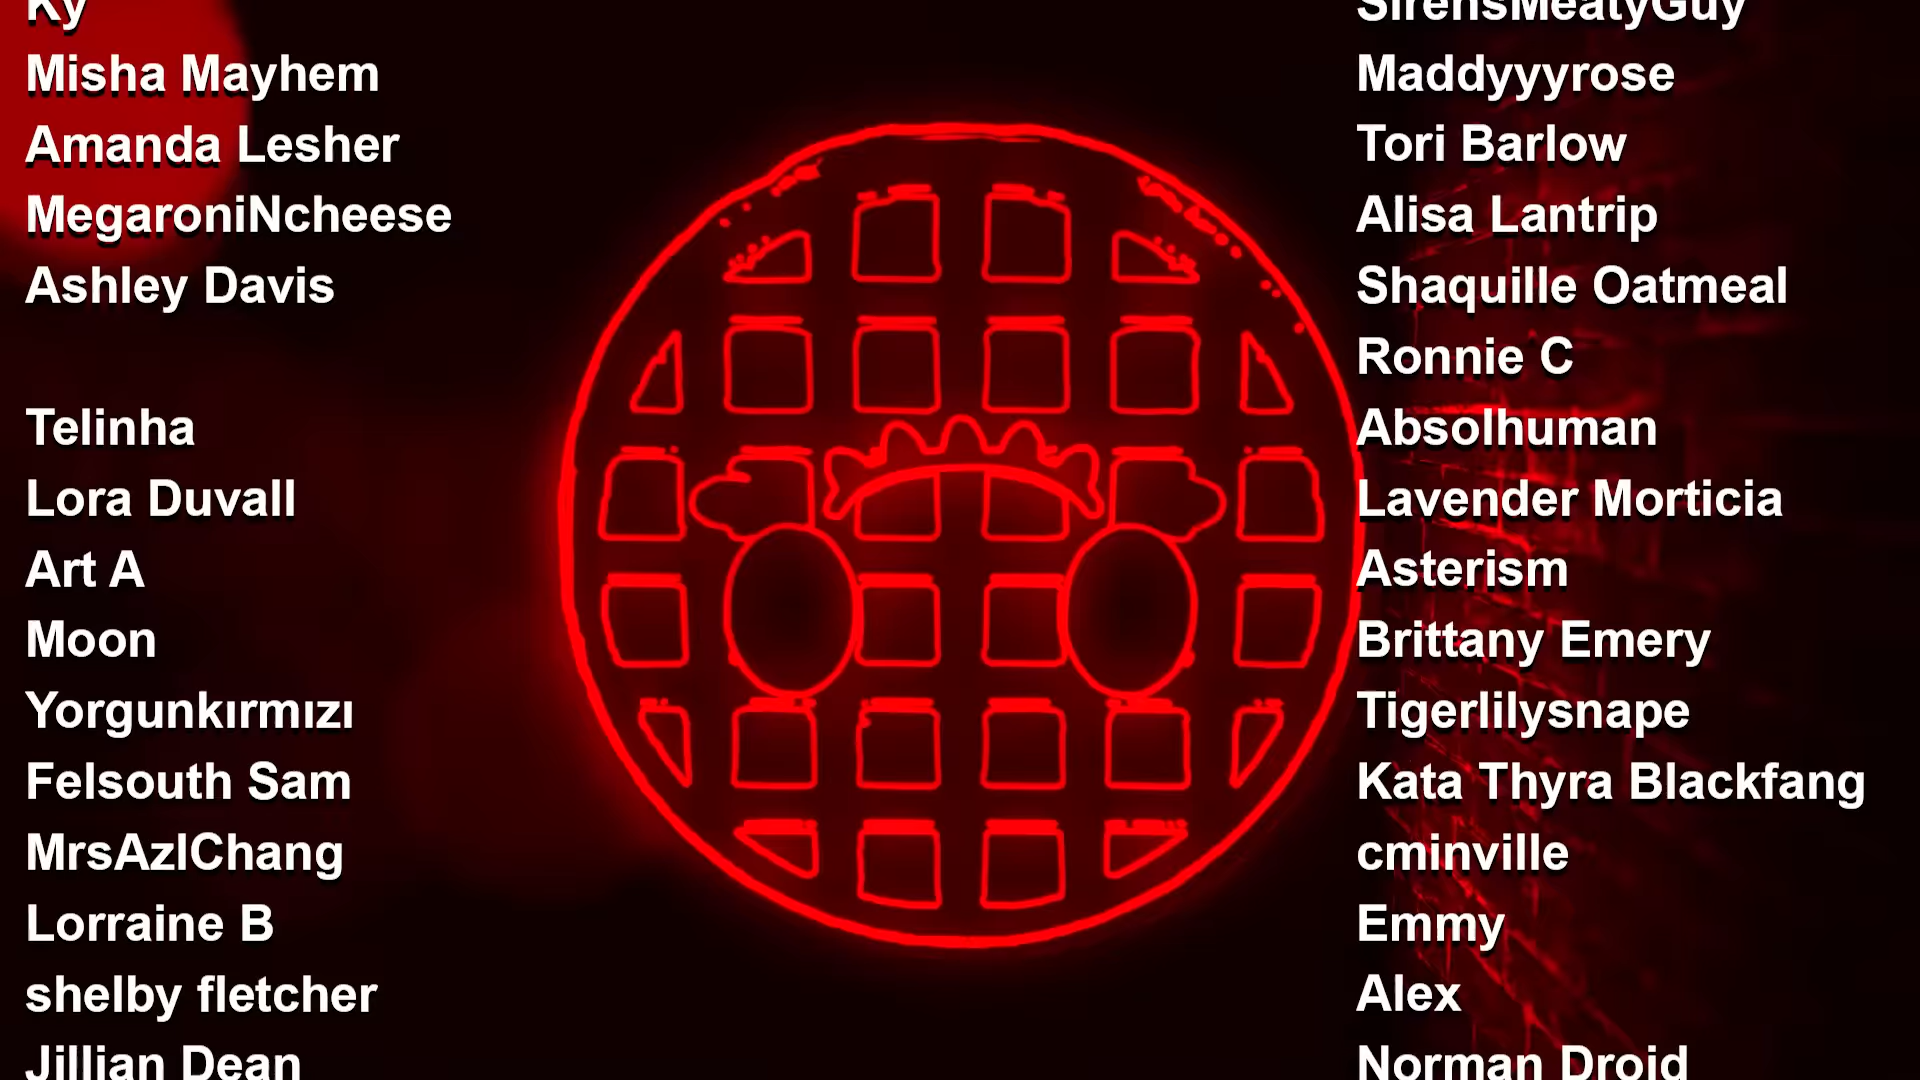 Ky
Misha Mayhem
Amanda Lesher
MegaroniNcheese
Ashley Davis
Telinha
Lora Duvall
Art A
Moon
Yorgunkırmızı
Felsouth Sam
MrsAzlChang
Lorraine B
shelby fletcher
Jillian Dean
SirensMeatyGuy
Maddyyyrose
Tori Barlow
Alisa Lantrip
Shaquille Oatmeal
Ronnie C
Absolhuman
Lavender Morticia
Asterism
Brittany Emery
Tigerlilysnape
Kata Thyra Blackfang
cminville
Emmy
Alex
Norman Droid